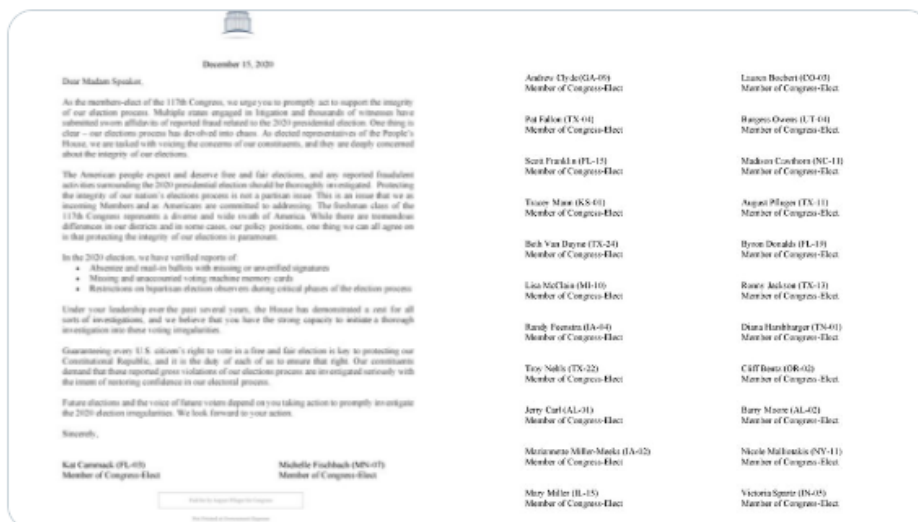 December 15, 2020
Dear Madam Speaker,
As the members-elect of the 117th Congress, we urge you to promptly act to support the integrity
of our election process. Multiple states engaged in litigation and thousands of witnesses have
submitted sworn affidavits of reported fraud related to the 2020 presidential election. One thing is
clear – our elections process has devolved into chaos. As elected representatives of the People's
House, we are tasked with voicing the concerns of our constituents, and they are deeply concerned
about the integrity of our elections.
The American people expect and deserve free and fair elections, and any reported fraudulent
activities surrounding the 2020 presidential election should be thoroughly investigated. Protecting
the integrity of our nation's elections process is not a partisan issue. This is an issue that we as
incoming Members and as Americans are committed to addressing. The freshman class of the
117th Congress represents a diverse and wide swath of America. While there are tremendous
differences in our districts and in some cases, our policy positions, one thing we can all agree on
is that protecting the integrity of our elections is paramount.
In the 2020 election, we have verified reports of
• Absentee and mail-in ballots with missing or unverified signatures
• Missing and unaccounted voting machine memory cards
• Restrictions on bipartisan election observers during critical phases of the election process
Under your leadership over the past several years, the House has demonstrated a zest for all
sorts of investigations, and we believe that you have the strong capacity to initiate a thorough
investigation into these voting irregularities.
Guaranteeing every U.S. citizen's right to vote in a free and fair election is key to protecting our
Constitutional Republic, and it is the duty of each of us to ensure that right. Our constituents
demand that these reported gross violations of our elections process are investigated seriously with
the intent of restoring confidence in our electoral process.
Future elections and the voice of future voters depend on you taking action to promptly investigate
the 2020 election irregularities. We look forward to your action.
Sincerely,
Kat Cammack (FL-03)
Member of Congress-Elect
Michelle Fischbach (MN-07)
Member of Congress-Elect
Andrew Clyde (GA-09)
Member of Congress-Elect
Lauren Boebert (CO-03)
Member of Congress-Elect
Pat Fallon (TX-04)
Member of Congress-Elect
Burgess Owens (UT-04)
Member of Congress-Elect
Scott Franklin (FL-15)
Member of Congress-Elect
Madison Cawthorn (NC-11)
Member of Congress-Elect
Tracey Mann (KS-01)
Member of Congress-Elect
August Pfluger (TX-11)
Member of Congress-Elect
Beth Van Duyne (TX-24)
Member of Congress-Elect
Byron Donalds (FL-19)
Member of Congress-Elect
Lisa McClain (MI-10)
Member of Congress-Elect
Ronny Jackson (TX-13)
Member of Congress-Elect
Randy Feenstra (IA-04)
Member of Congress-Elect
Diana Harshbarger (TN-01)
Member of Congress-Elect
Troy Nehls (TX-22)
Member of Congress-Elect
Cliff Bentz (OR-02)
Member of Congress-Elect
Jerry Carl (AL-01)
Member of Congress-Elect
Barry Moore (AL-02)
Member of Congress-Elect
Mariannette Miller-Meeks (IA-02)
Member of Congress-Elect
Nicole Malliotakis (NY-11)
Member of Congress-Elect
Mary Miller (IL-15)
Member of Congress-Elect
Victoria Spartz (IN-05)
Member of Congress-Elect